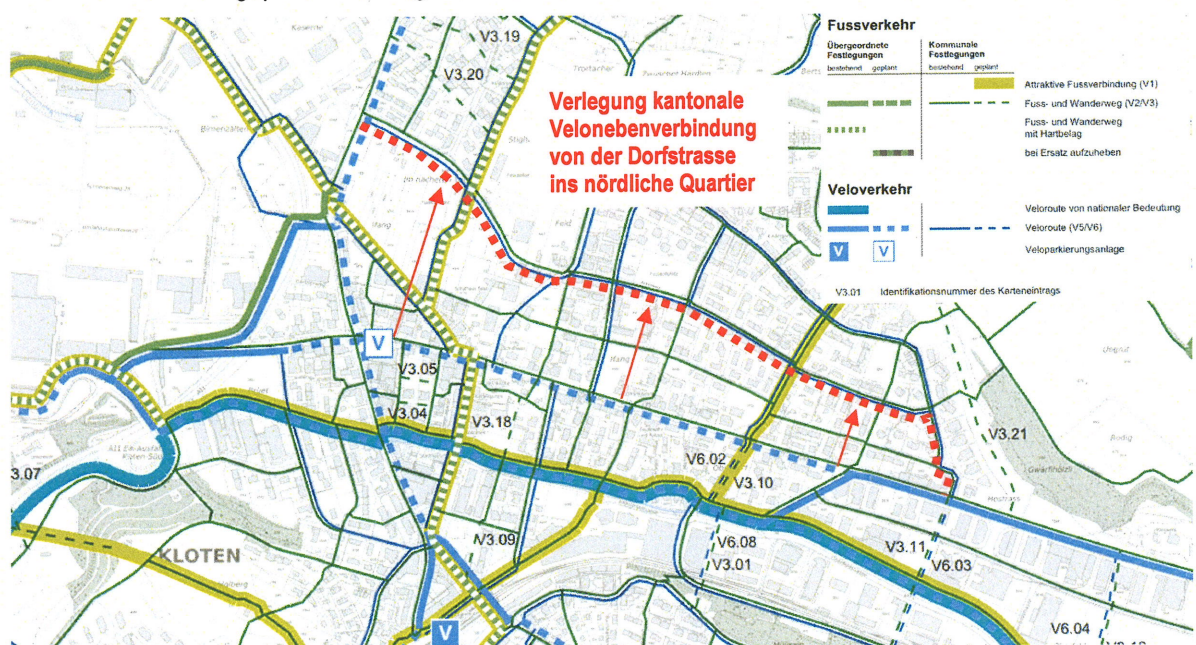 V3.19
V3.20
Verlegung kantonale
Velonebenverbindung
von der Dorfstrasse
ins nördliche Quartier
Fussverkehr
Übergeordnete Festlegungen
Kommunale Festlegungen
bestehend geplant
bestehend geplant
Attraktive Fussverbindung (V1)
Fuss- und Wanderweg (V2/V3)
Fuss- und Wanderweg
mit Hartbelag
bei Ersatz aufzuheben
Veloverkehr
Veloroute von nationaler Bedeutung
Veloroute (V5/V6)
V V Veloparkierungsanlage
V3.01 Identifikationsnummer des Karteneintrags
Kaserne
Feld
Ifang
Ifang
V
V3.05
V3.04
V3.18
3.07
V6.02
V3.10
V3.21
V3.09
KLOTEN
V6.08
V3.01
V3.11
V6.03
V6.04
V